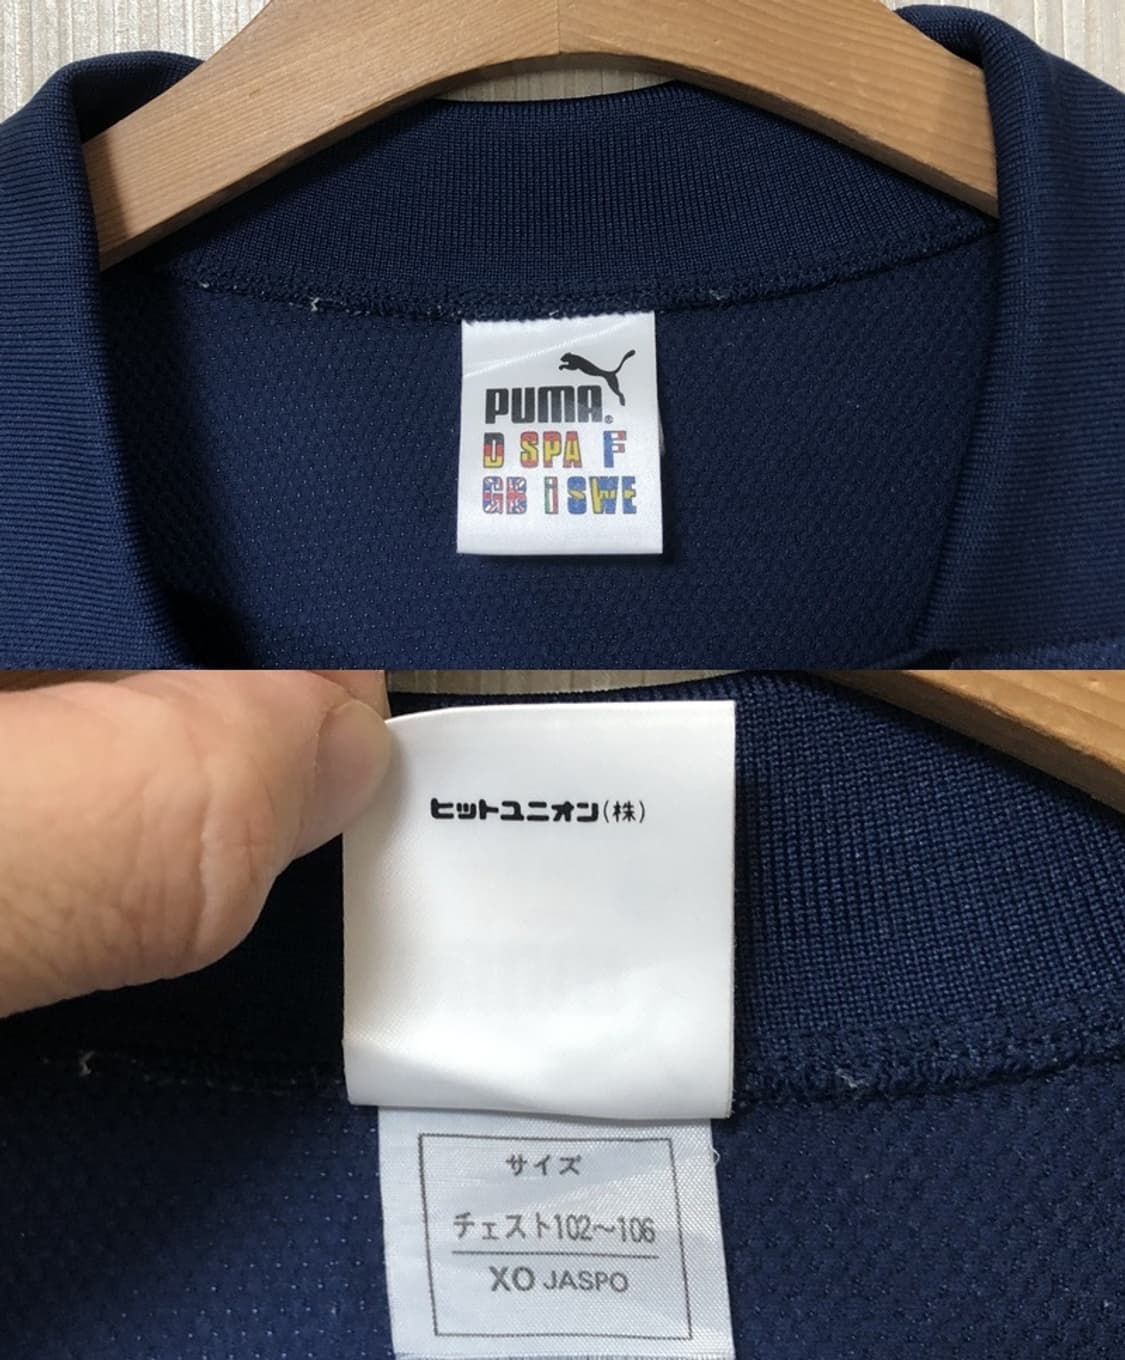 PUMA®
D SPA F
GB I SWE
ヒットユニオン(株)
サイズ
チェスト102〜106
XO JASPO